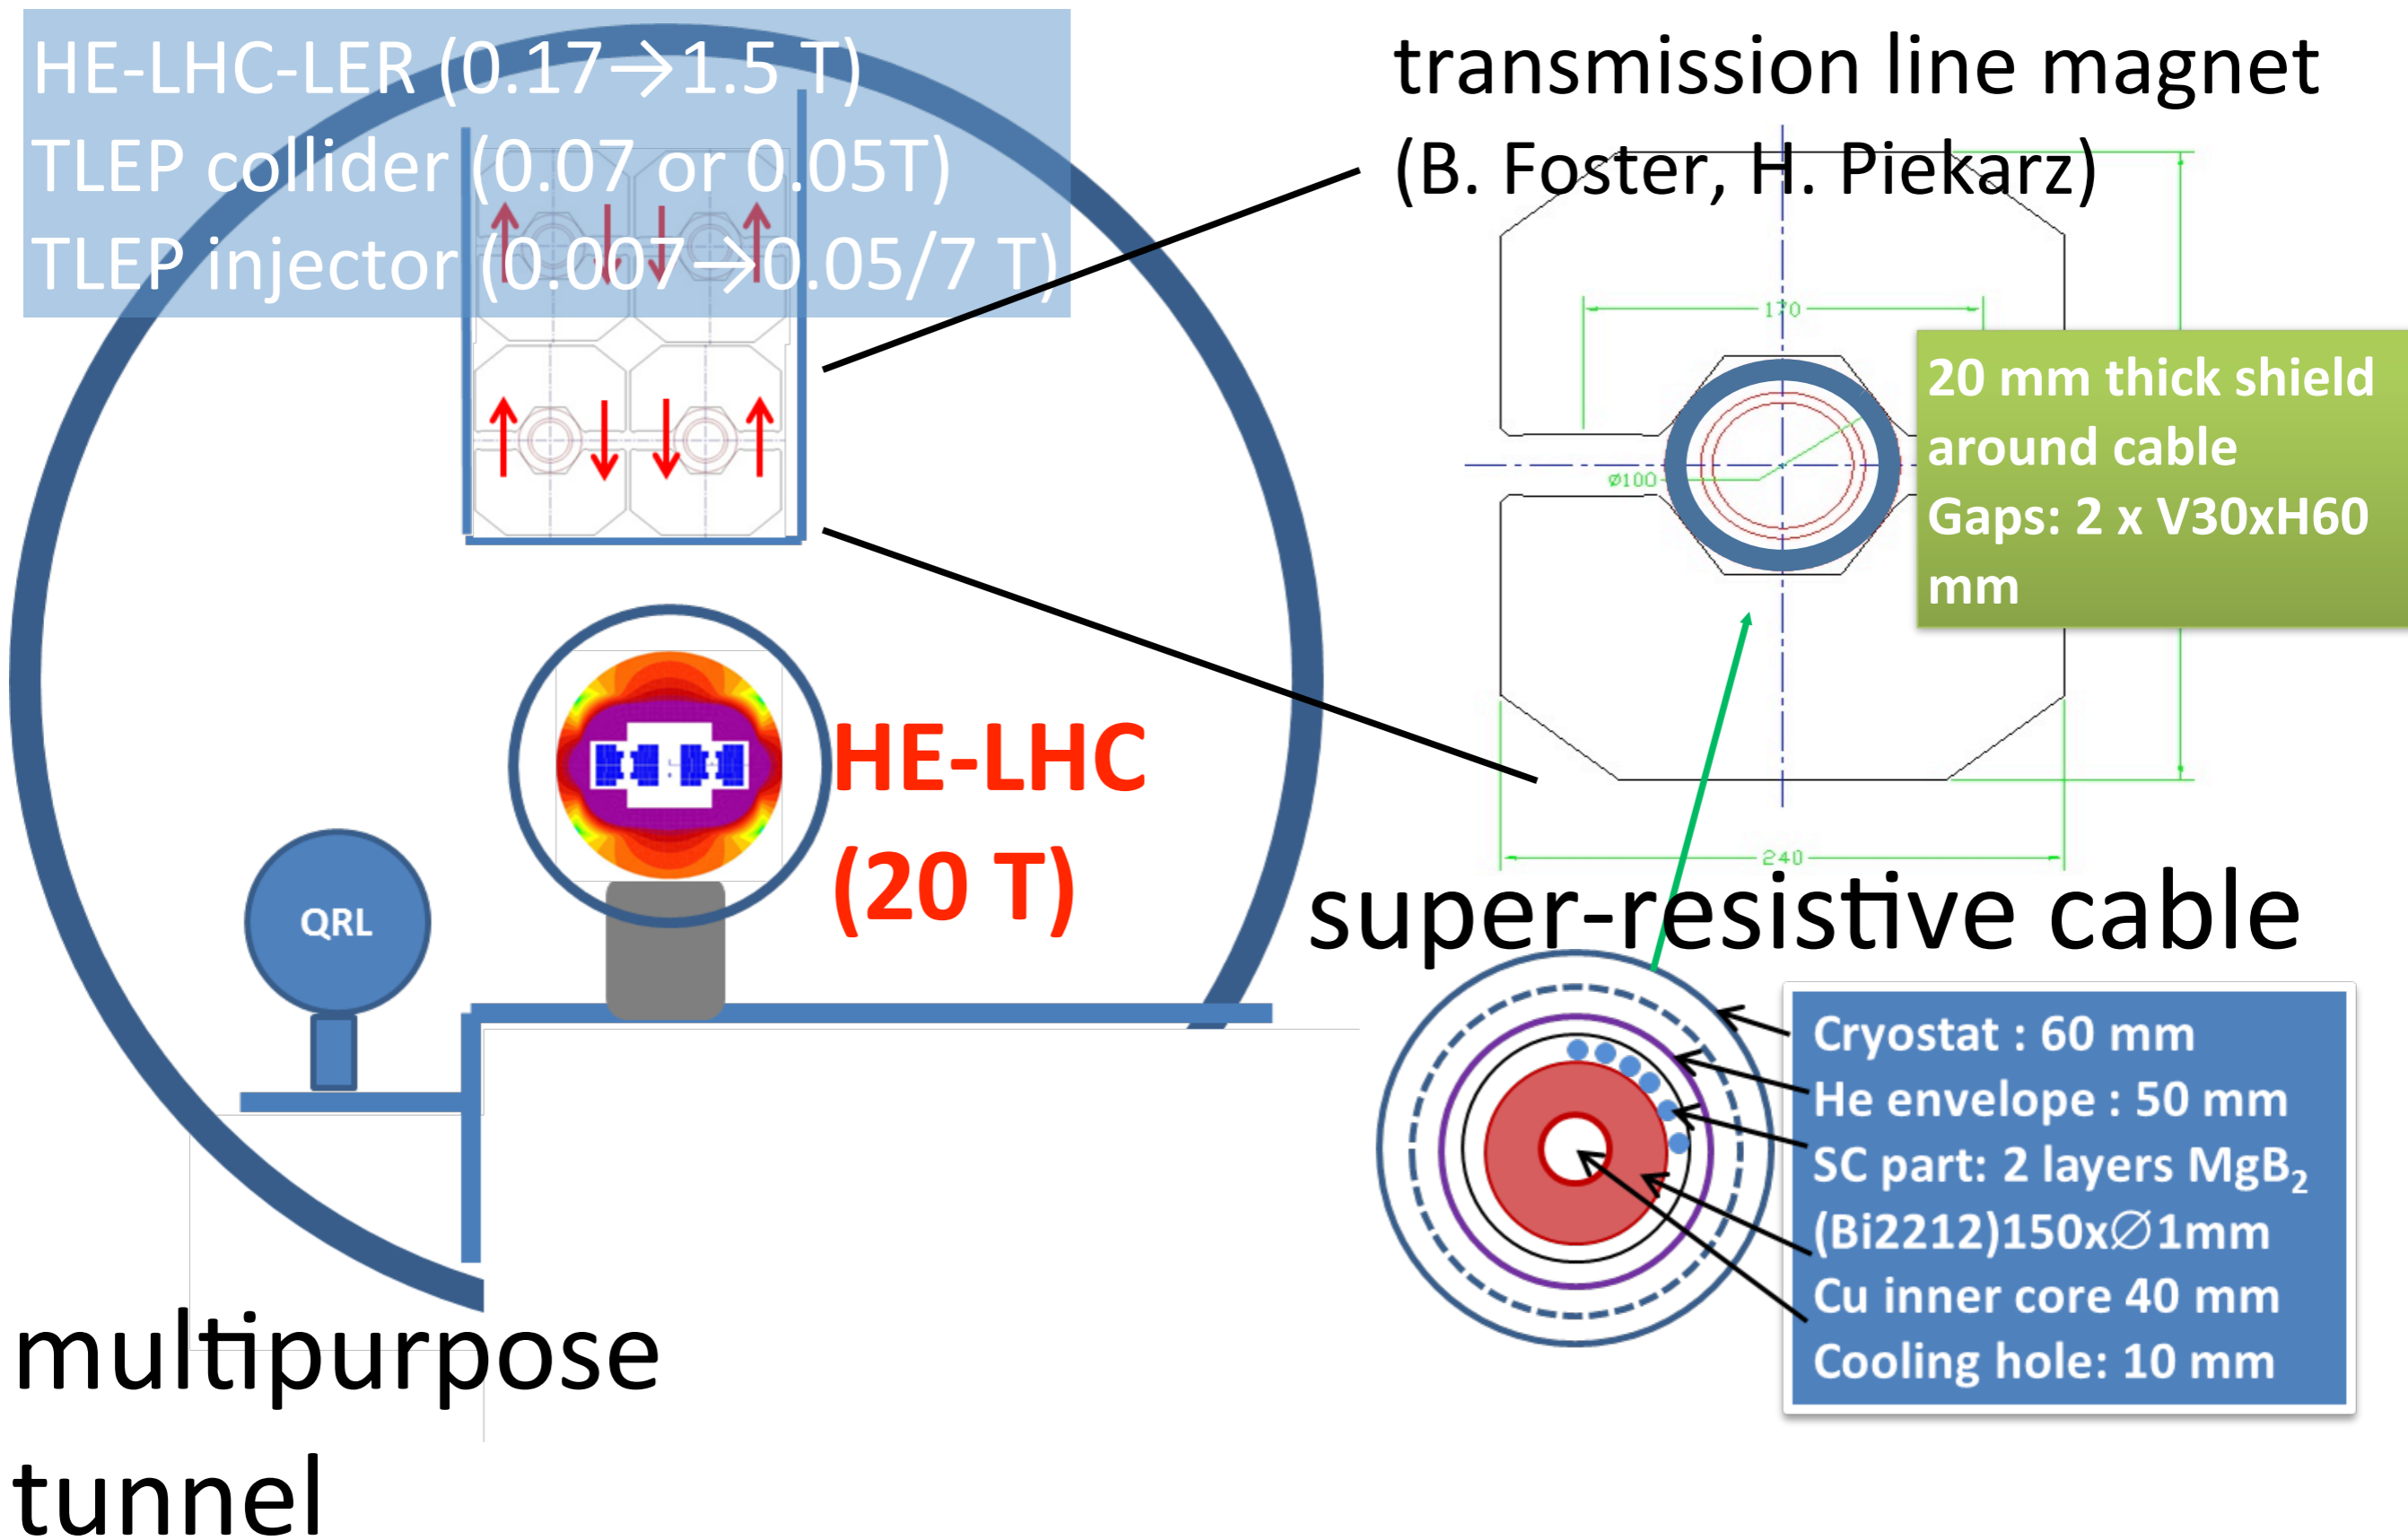 HE-LHC-LER (0.17→1.5 T)
TLEP collider (0.07 or 0.05T)
TLEP injector (0.007→0.05/7 T)
transmission line magnet
(B. Foster, H. Piekarz)
170
20 mm thick shield
around cable
Gaps: 2 x V30xH60
mm
Ø100
240
HE-LHC
(20 T)
QRL
super-resistive cable
Cryostat : 60 mm
He envelope : 50 mm
SC part: 2 layers MgB₂
(Bi2212)150x∅1mm
Cu inner core 40 mm
Cooling hole: 10 mm
multipurpose
tunnel